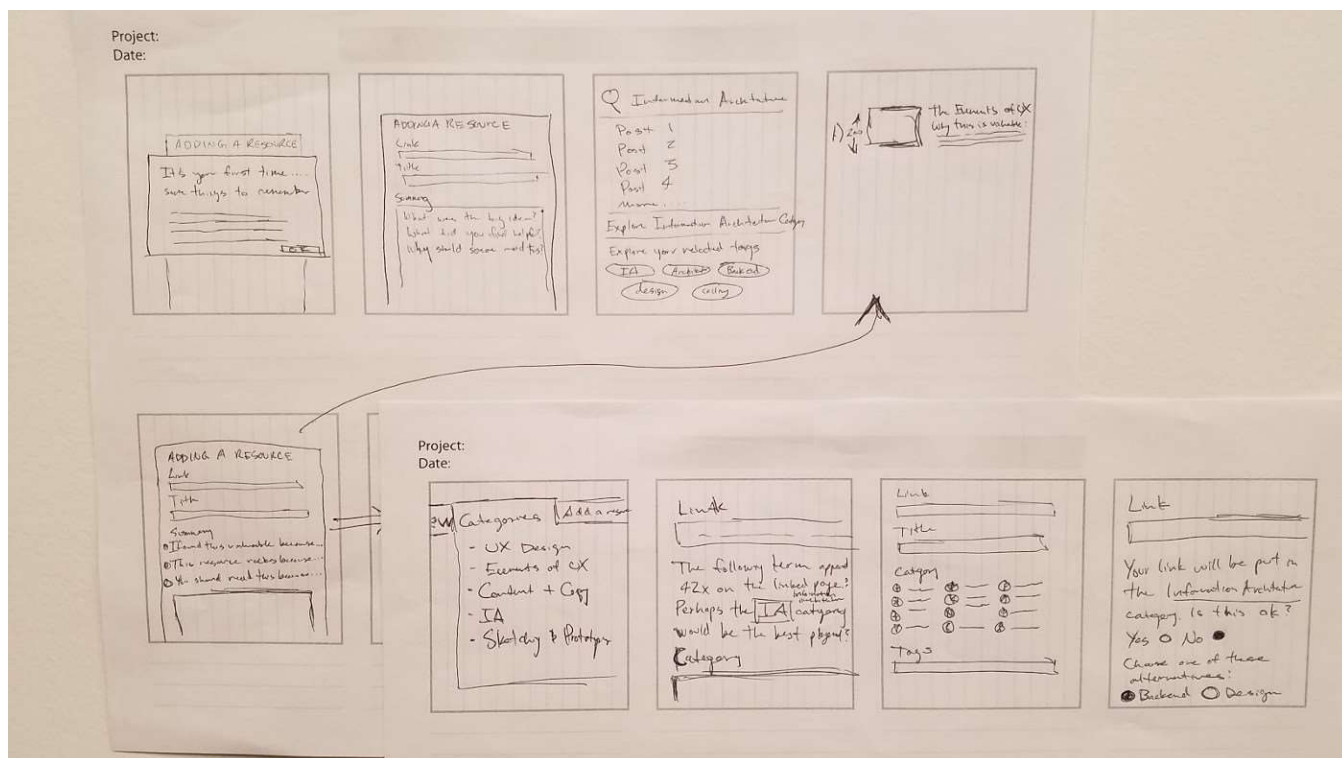 Project:
Date:
ADDING A RESOURCE
It's your first time....
some things to remember
OK
ADDING A RESOURCE
Link
Title
Summary
What was the big idea?
What did you find helpful?
Why should someone read this?
Information Architecture
Post 1
Post 2
Post 3
Post 4
more...
Explore Information Architecture Category
Explore your related tags
IA
Backend
design
1)
The Elements of UX
Why this is valuable:
ADDING A RESOURCE
Link
Title
Summary
I found this valuable because...
This resource rocks because...
You should read this because...
Project:
Date:
Categories
Add a
- UX Design
- Elements of UX
- Content + Copy
- IA
- Sketching & Prototypes
Link
The following term appeared
42x on the linked page?
information
architecture
Perhaps the IA category
would be the best
Category
Link
Title
Category
Tags
Link
Your link will be put in
the Information Architecture
category. Is this ok?
Yes No
Choose one of these
alternatives:
Backend Design